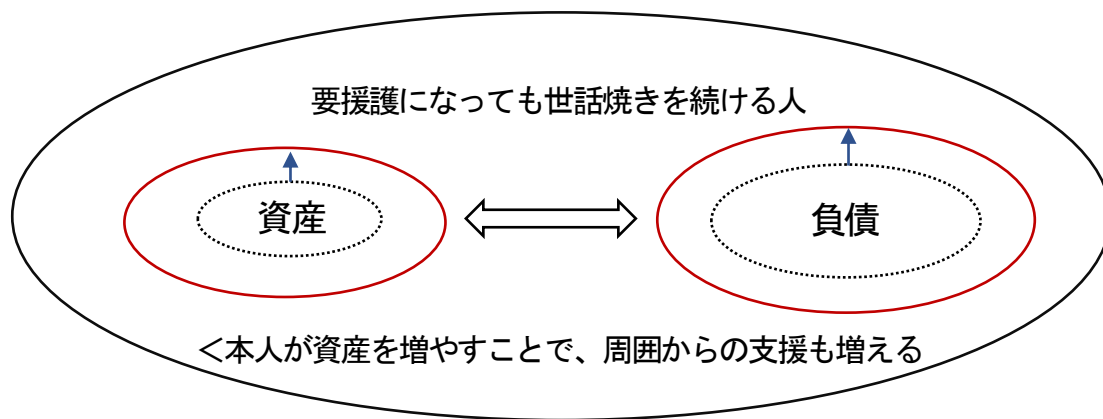 要援護になっても世話焼きを続ける人
資産
負債
＜本人が資産を増やすことで、周囲からの支援も増える